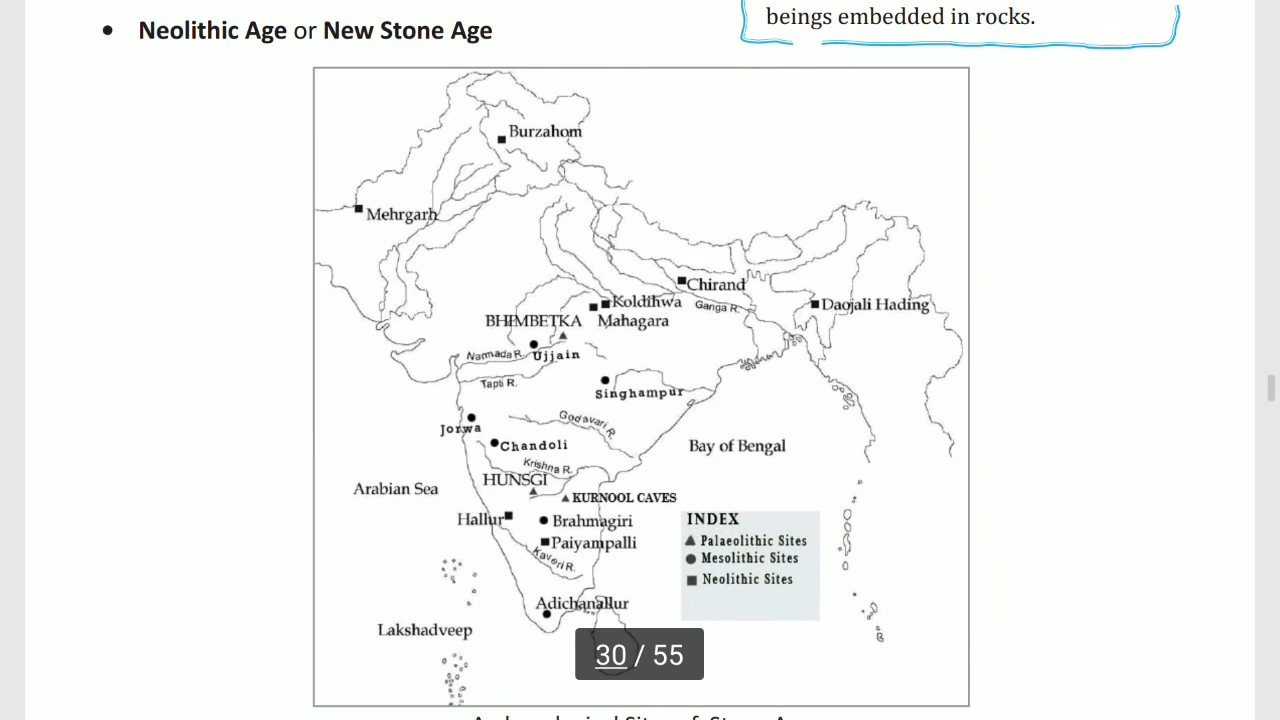 beings embedded in rocks.
• Neolithic Age or New Stone Age
Burzahom
Mehrgarh
Chirand
Koldihwa
Ganga R.
Daojali Hading
BHIMBETKA
Mahagara
Narmada R.
Ujjain
Tapti R.
Singhampur
Jorwa
Godavari R.
Chandoli
Bay of Bengal
Krishna R.
HUNSGI
Arabian Sea
KURNOOL CAVES
Hallur
Brahmagiri
Paiyampalli
Kaveri R.
INDEX
Palaeolithic Sites
Mesolithic Sites
Neolithic Sites
Adichanallur
Lakshadweep
30 / 55